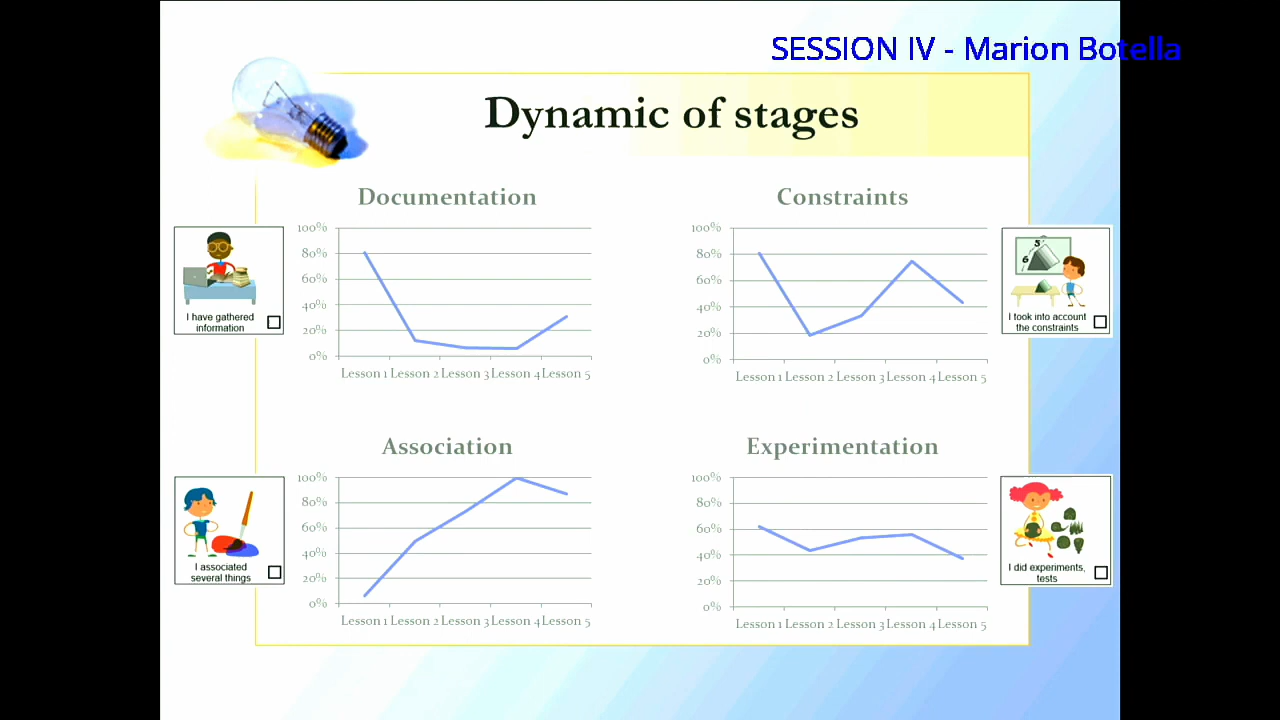 SESSION IV - Marion Botella
Dynamic of stages
Documentation
100%
80%
60%
40%
20%
0%
Lesson 1 Lesson 2 Lesson 3 Lesson 4 Lesson 5
I have gathered
information
Constraints
100%
80%
60%
40%
20%
0%
Lesson 1 Lesson 2 Lesson 3 Lesson 4 Lesson 5
5
6
I took into account
the constraints
Association
100%
80%
60%
40%
20%
0%
Lesson 1 Lesson 2 Lesson 3 Lesson 4 Lesson 5
I associated
several things
Experimentation
100%
80%
60%
40%
20%
0%
Lesson 1 Lesson 2 Lesson 3 Lesson 4 Lesson 5
I did experiments,
tests